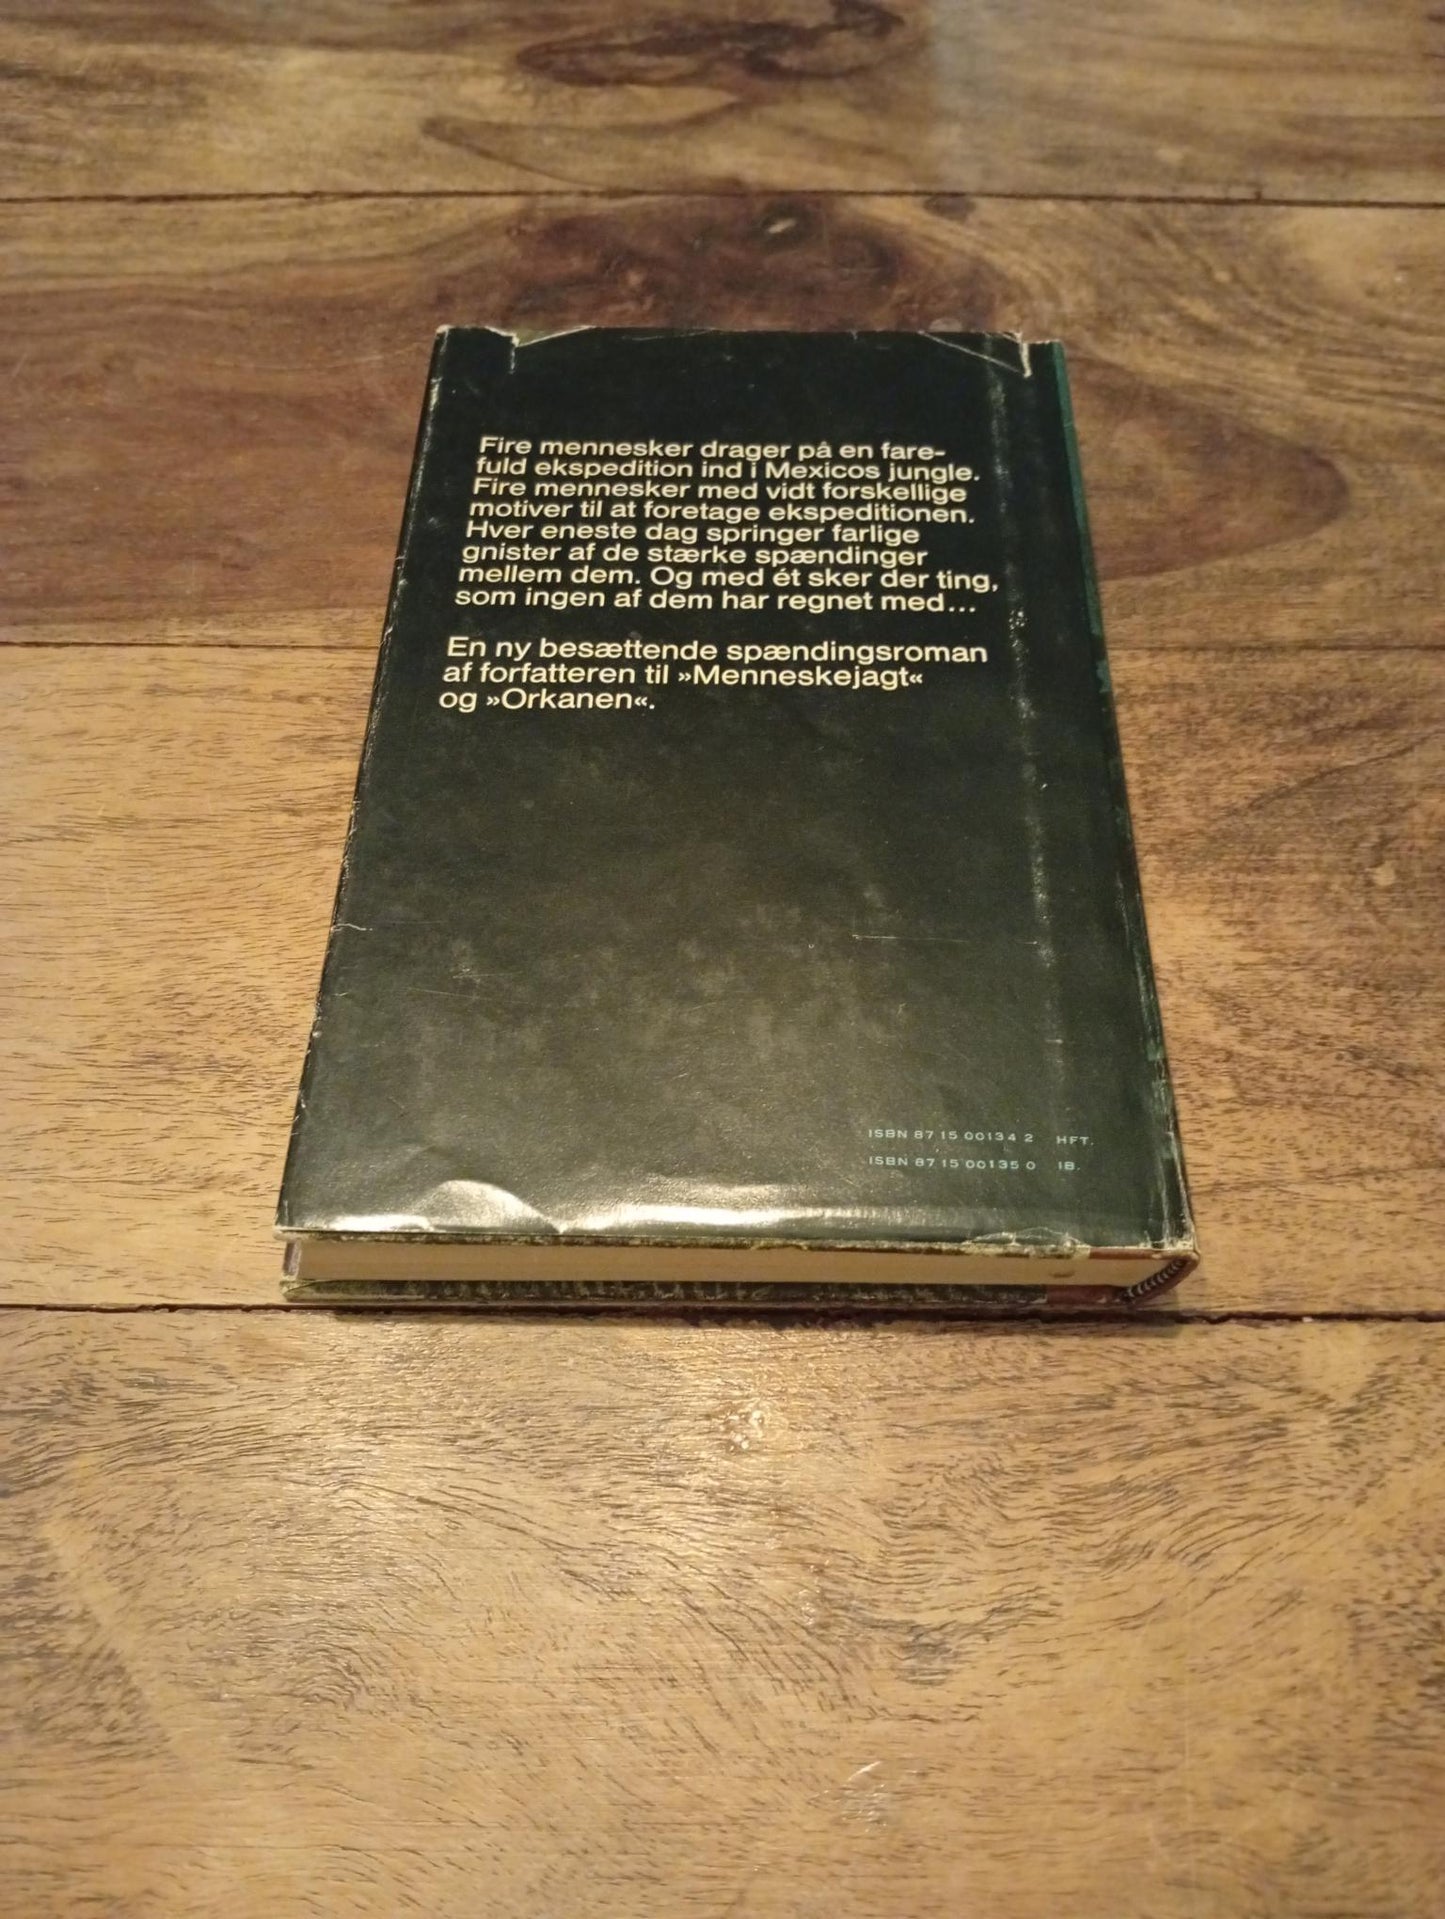 Fire mennesker drager på en fare-
fuld ekspedition ind i Mexicos jungle.
Fire mennesker med vidt forskellige
motiver til at foretage ekspeditionen.
Hver eneste dag springer farlige
gnister af de stærke spændinger
mellem dem. Og med ét sker der ting,
som ingen af dem har regnet med...
En ny besættende spændingsroman
af forfatteren til »Menneskejagt«
og »Orkanen«.
ISBN 87 15 00134 2 HFT.
ISBN 87 15 00135 0 IB.